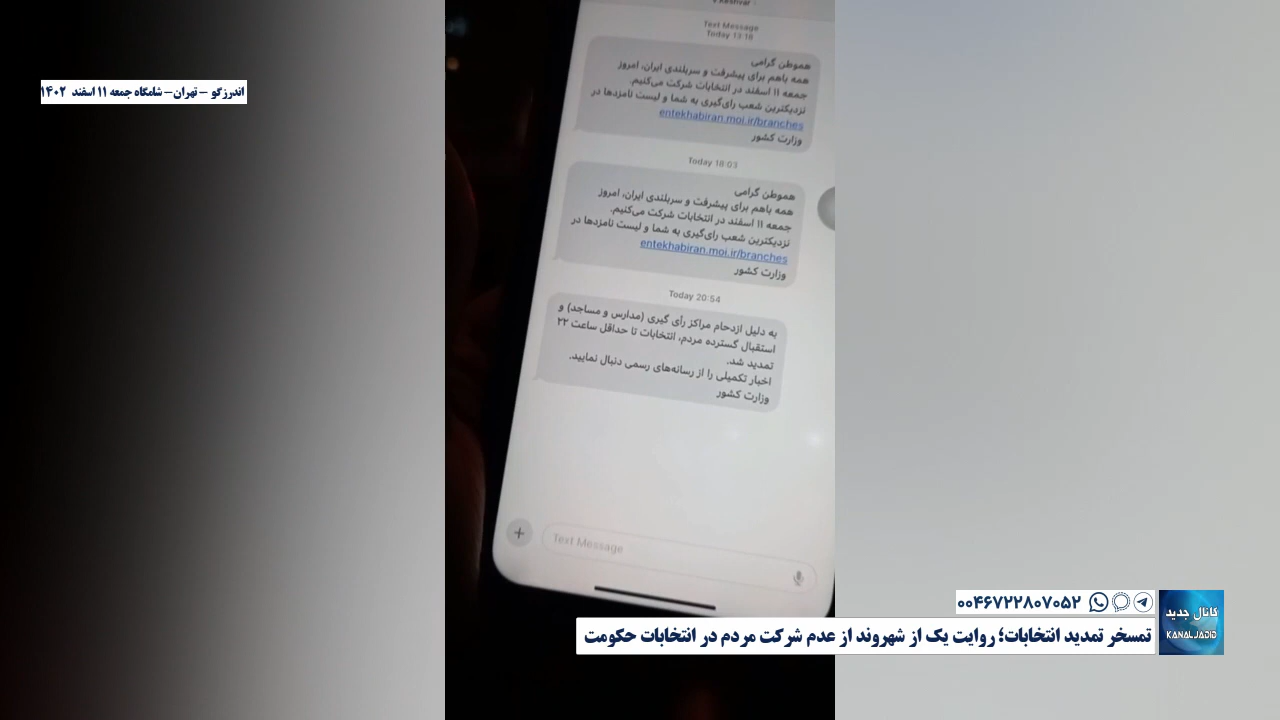 Keshvar
Text Message
Today 13:18
هموطن گرامی
همه باهم برای پیشرفت و سربلندی ایران، امروز
جمعه ۱۱ اسفند در انتخابات شرکت می‌کنیم.
نزدیکترین شعب رای‌گیری به شما و لیست نامزدها در
entekhabiran.moi.ir/branches
وزارت کشور
Today 18:03
هموطن گرامی
همه باهم برای پیشرفت و سربلندی ایران، امروز
جمعه ۱۱ اسفند در انتخابات شرکت می‌کنیم.
نزدیکترین شعب رای‌گیری به شما و لیست نامزدها در
entekhabiran.moi.ir/branches
وزارت کشور
Today 20:54
به دلیل ازدحام مراکز رأی گیری (مدارس و مساجد) و
استقبال گسترده مردم، انتخابات تا حداقل ساعت ۲۲
تمدید شد.
اخبار تکمیلی را از رسانه‌های رسمی دنبال نمایید.
وزارت کشور
Text Message
اندرزگو - تهران- شامگاه جمعه ۱۱ اسفند ۱۴۰۲
۰۰۴۶۷۲۲۸۰۷۰۵۲
تمسخر تمدید انتخابات؛ روایت یک از شهروند از عدم شرکت مردم در انتخابات حکومت
کانال جدید
KANAL JADID